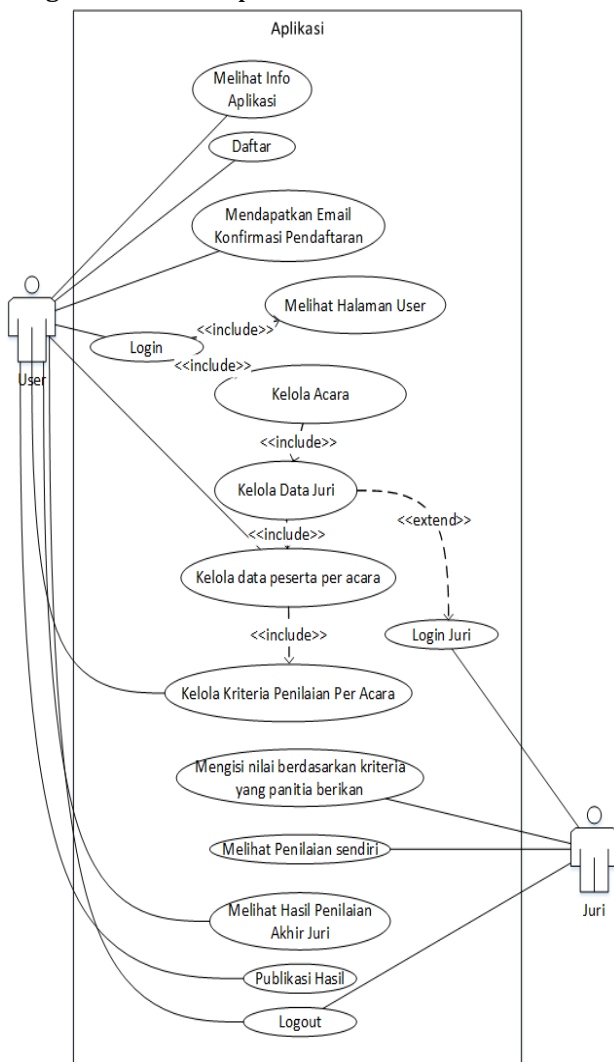 Aplikasi
Melihat Info
Aplikasi
Daftar
Mendapatkan Email
Konfirmasi Pendaftaran
Melihat Halaman User
<<include>>
Login
<<include>>
User
Kelola Acara
<<include>>
Kelola Data Juri
<<extend>>
<<include>>
Kelola data peserta per acara
<<include>>
Login Juri
Kelola Kriteria Penilaian Per Acara
Mengisi nilai berdasarkan kriteria
yang panitia berikan
Melihat Penilaian sendiri
Juri
Melihat Hasil Penilaian
Akhir Juri
Publikasi Hasil
Logout